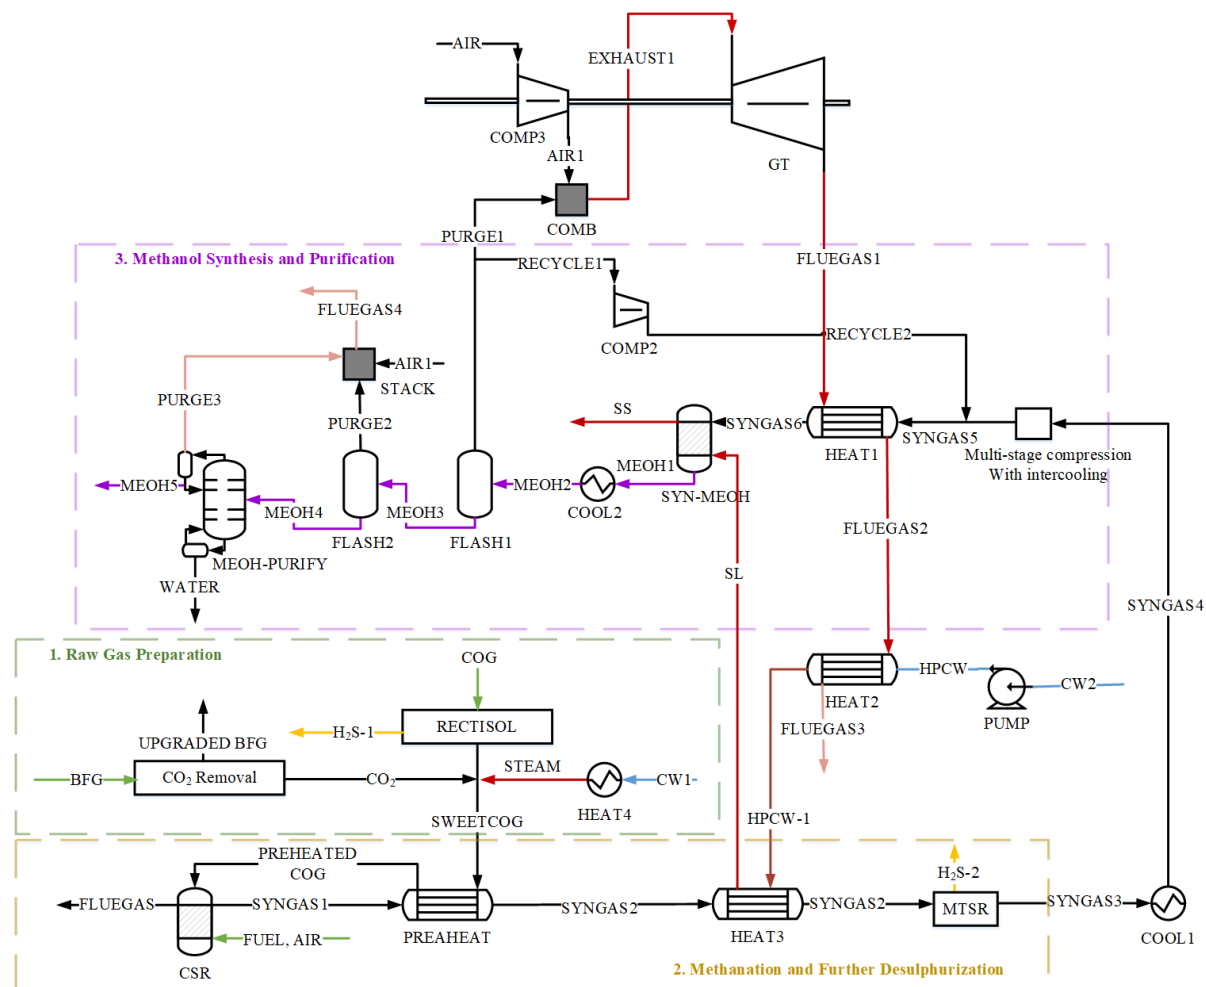 AIR
EXHAUST1
COMP3
AIR1
GT
COMB
PURGE1
3. Methanol Synthesis and Purification
RECYCLE1
FLUEGAS1
FLUEGAS4
COMP2
RECYCLE2
AIR1
STACK
PURGE3
PURGE2
SS
SYNGAS6
SYNGAS5
HEAT1
Multi-stage compression
With intercooling
MEOH1
MEOH5
MEOH2
SYN-MEOH
MEOH4
MEOH3
COOL2
FLUEGAS2
FLASH2
FLASH1
MEOH-PURIFY
WATER
SL
SYNGAS4
1. Raw Gas Preparation
COG
HPCW
CW2
HEAT2
PUMP
RECTISOL
H₂S-1
FLUEGAS3
UPGRADED BFG
BFG
CO₂ Removal
CO₂
STEAM
CW1
HEAT4
SWEETCOG
HPCW-1
PREHEATED
COG
H₂S-2
FLUEGAS
SYNGAS1
SYNGAS2
SYNGAS2
MTSR
SYNGAS3
PREAHEAT
HEAT3
COOL1
FUEL, AIR
CSR
2. Methanation and Further Desulphurization